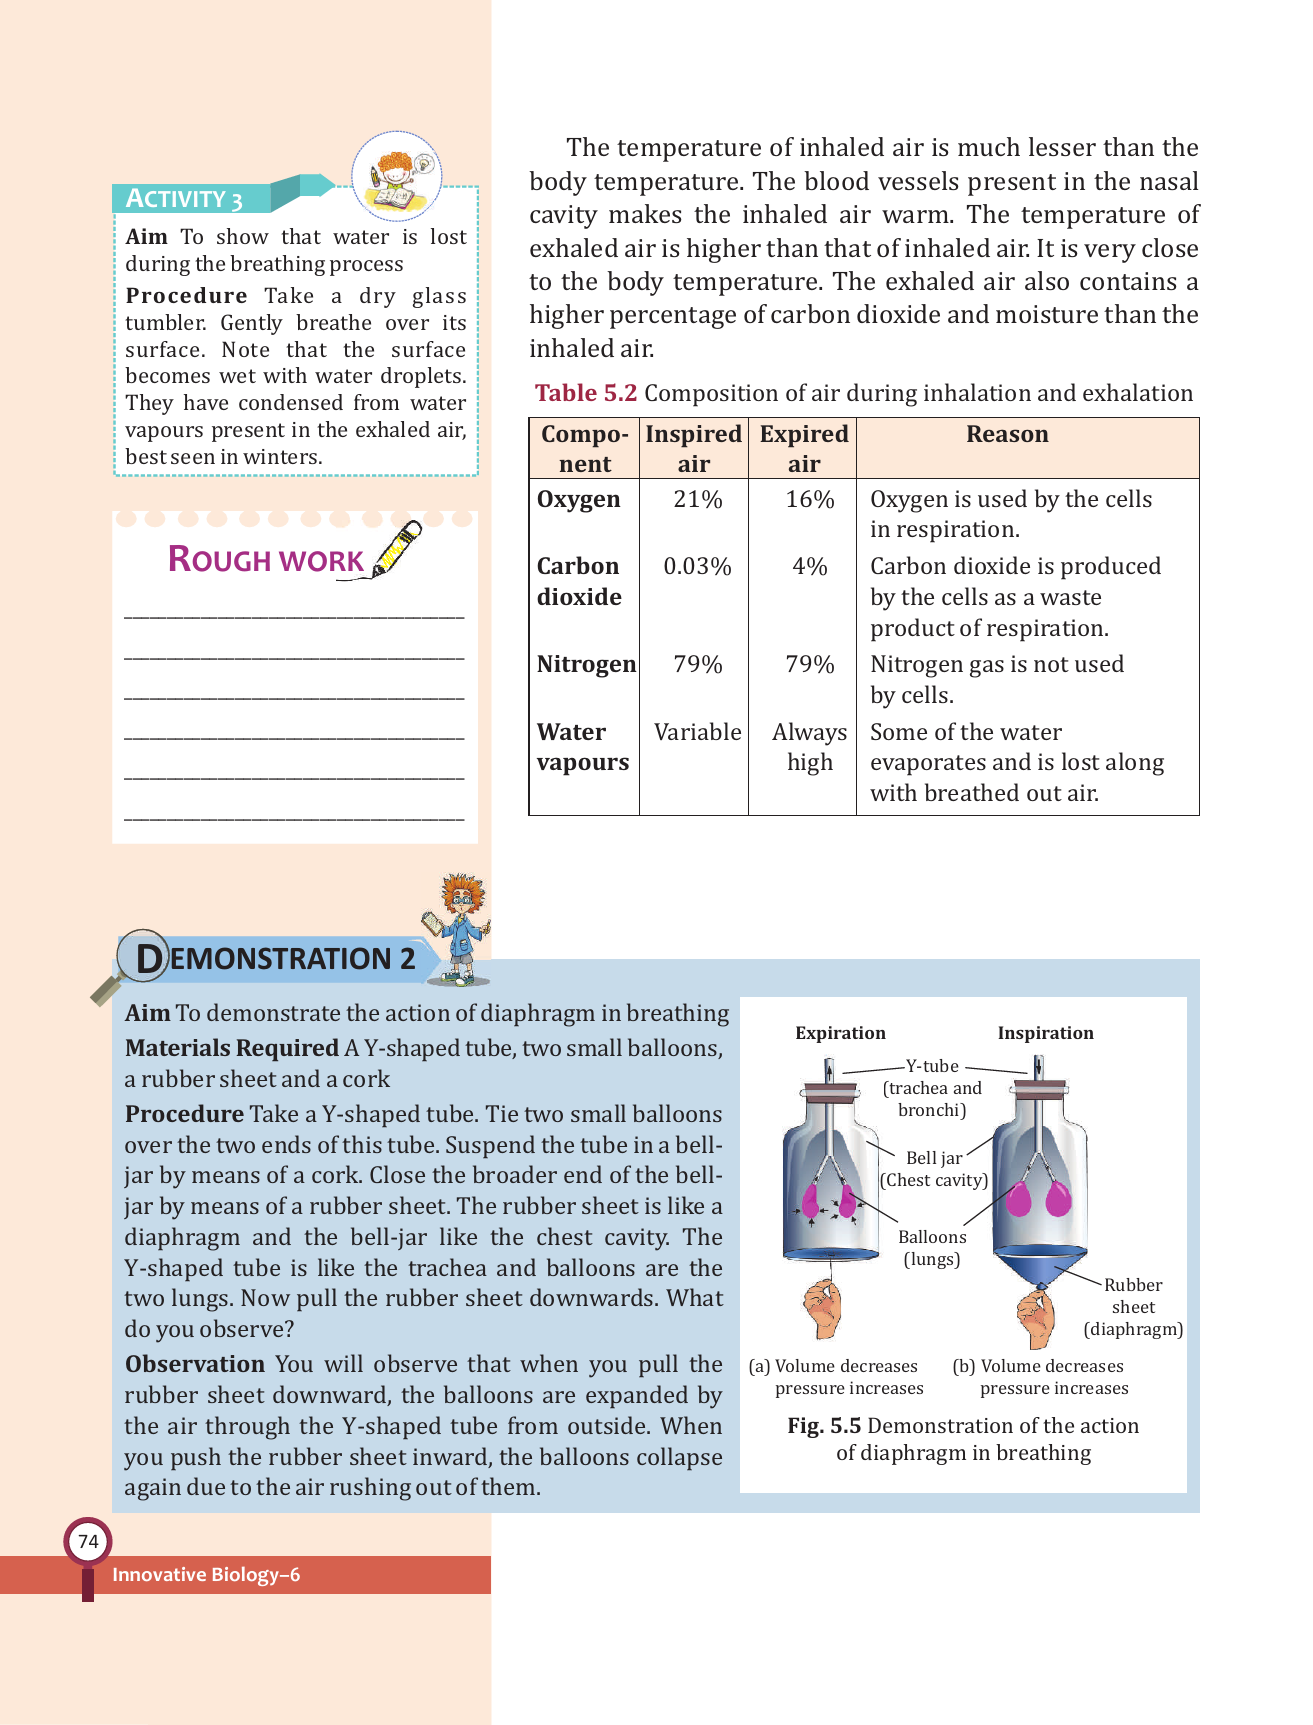 ACTIVITY 3
Aim To show that water is lost
during the breathing process
Procedure Take a dry glass
tumbler. Gently breathe over its
surface. Note that the surface
becomes wet with water droplets.
They have condensed from water
vapours present in the exhaled air,
best seen in winters.
ROUGH WORK
The temperature of inhaled air is much lesser than the
body temperature. The blood vessels present in the nasal
cavity makes the inhaled air warm. The temperature of
exhaled air is higher than that of inhaled air. It is very close
to the body temperature. The exhaled air also contains a
higher percentage of carbon dioxide and moisture than the
inhaled air.
Table 5.2 Composition of air during inhalation and exhalation
Compo- Inspired Expired Reason
nent air air
Oxygen 21% 16% Oxygen is used by the cells
in respiration.
Carbon 0.03% 4% Carbon dioxide is produced
dioxide by the cells as a waste
product of respiration.
Nitrogen 79% 79% Nitrogen gas is not used
by cells.
Water Variable Always Some of the water
vapours high evaporates and is lost along
with breathed out air.
DEMONSTRATION 2
Aim To demonstrate the action of diaphragm in breathing
Materials Required A Y-shaped tube, two small balloons,
a rubber sheet and a cork
Procedure Take a Y-shaped tube. Tie two small balloons
over the two ends of this tube. Suspend the tube in a bell-
jar by means of a cork. Close the broader end of the bell-
jar by means of a rubber sheet. The rubber sheet is like a
diaphragm and the bell-jar like the chest cavity. The
Y-shaped tube is like the trachea and balloons are the
two lungs. Now pull the rubber sheet downwards. What
do you observe?
Observation You will observe that when you pull the
rubber sheet downward, the balloons are expanded by
the air through the Y-shaped tube from outside. When
you push the rubber sheet inward, the balloons collapse
again due to the air rushing out of them.
Expiration Inspiration
Y-tube
(trachea and
bronchi)
Bell jar
(Chest cavity)
Balloons
(lungs)
Rubber
sheet
(diaphragm)
(a) Volume decreases (b) Volume decreases
pressure increases pressure increases
Fig. 5.5 Demonstration of the action
of diaphragm in breathing
74
Innovative Biology–6